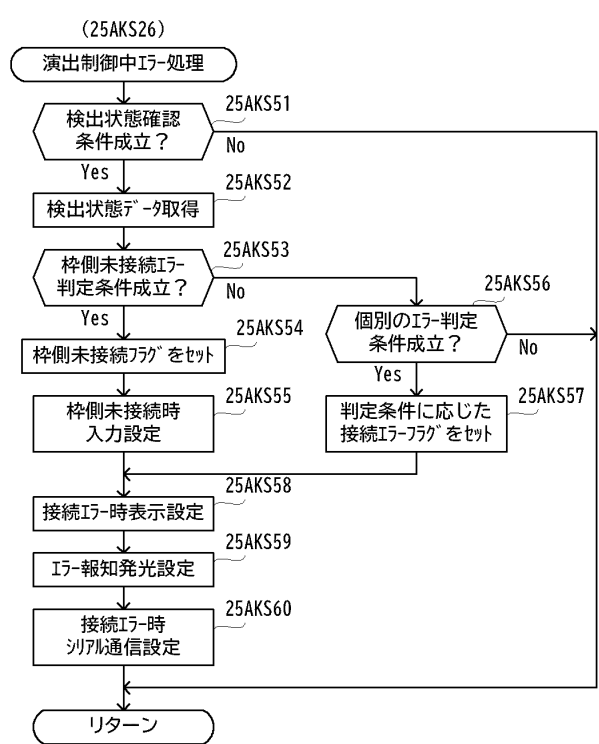 (25AKS26)
演出制御中ｴﾗｰ処理
25AKS51
検出状態確認
条件成立？
No
Yes
25AKS52
検出状態ﾃﾞｰﾀ取得
25AKS53
枠側未接続ｴﾗｰ
判定条件成立？
No
Yes
25AKS56
個別のｴﾗｰ判定
条件成立？
No
Yes
25AKS54
枠側未接続ﾌﾗｸﾞをｾｯﾄ
25AKS55
枠側未接続時
入力設定
25AKS57
判定条件に応じた
接続ｴﾗｰﾌﾗｸﾞをｾｯﾄ
25AKS58
接続ｴﾗｰ時表示設定
25AKS59
ｴﾗｰ報知発光設定
25AKS60
接続ｴﾗｰ時
ｼﾘｱﾙ通信設定
リターン